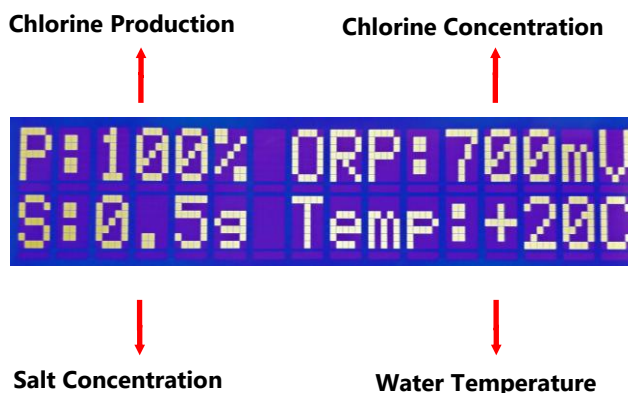 Chlorine Production
Chlorine Concentration
P:100% ORP:700mV
S:0.5g Temp:+20C
Salt Concentration
Water Temperature